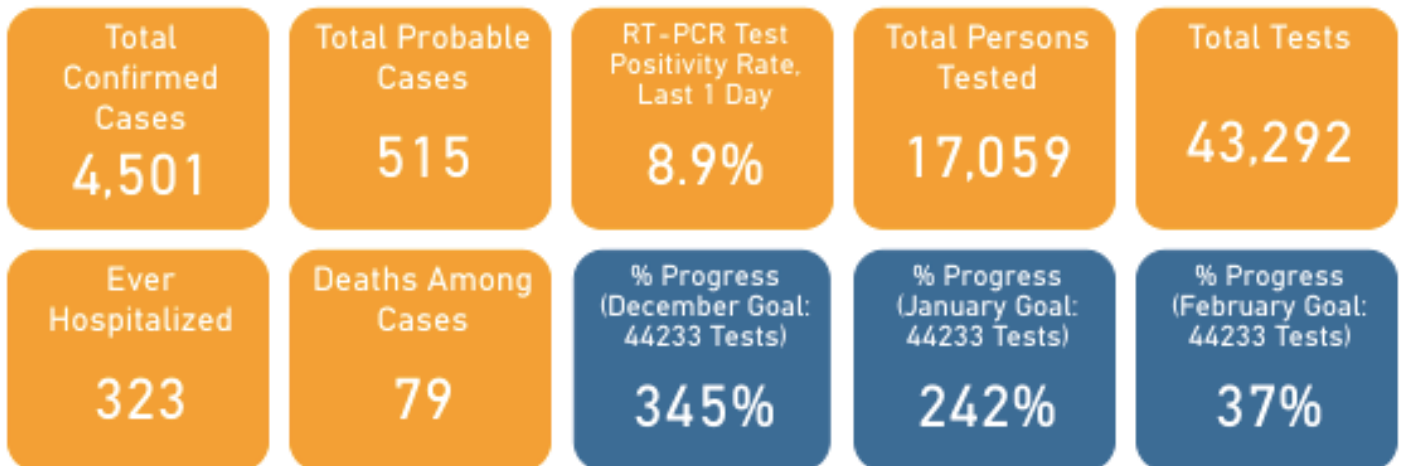 Total
Confirmed
Cases
4,501
Total Probable
Cases
515
RT-PCR Test
Positivity Rate,
Last 1 Day
8.9%
Total Persons
Tested
17,059
Total Tests
43,292
Ever
Hospitalized
323
Deaths Among
Cases
79
% Progress
(December Goal:
44233 Tests)
345%
% Progress
(January Goal:
44233 Tests)
242%
% Progress
(February Goal:
44233 Tests)
37%